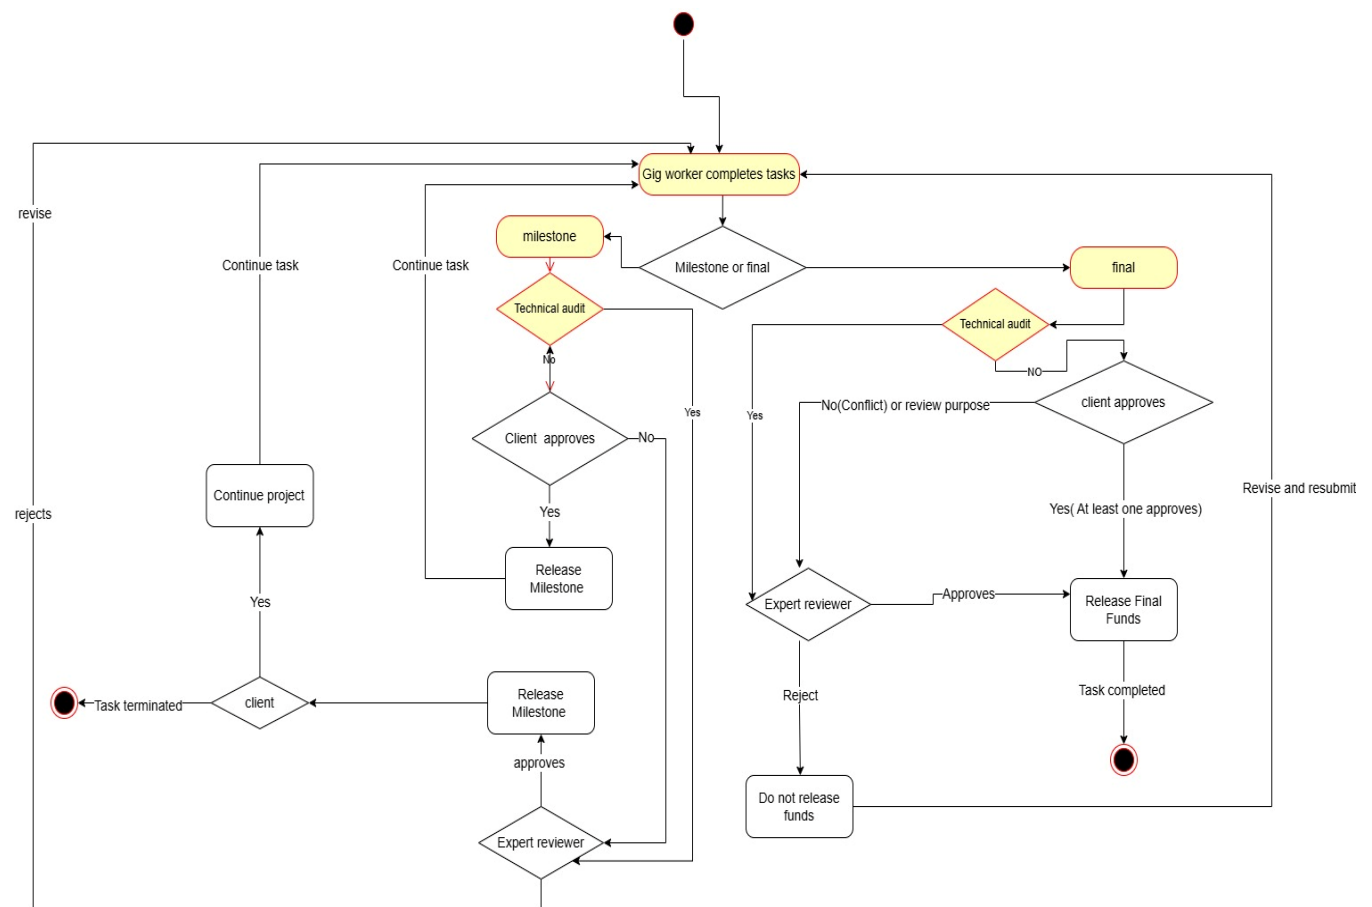 Gig worker completes tasks
revise
milestone
Continue task
Continue task
Milestone or final
final
Technical audit
Technical audit
No
NO
Yes
Yes
No(Conflict) or review purpose
client approves
Client  approves
No
Continue project
Revise and resubmit
rejects
Yes
Yes( At least one approves)
Release
Milestone
Yes
Expert reviewer
Approves
Release Final
Funds
Task terminated
client
Release
Milestone
Reject
Task completed
approves
Do not release
funds
Expert reviewer